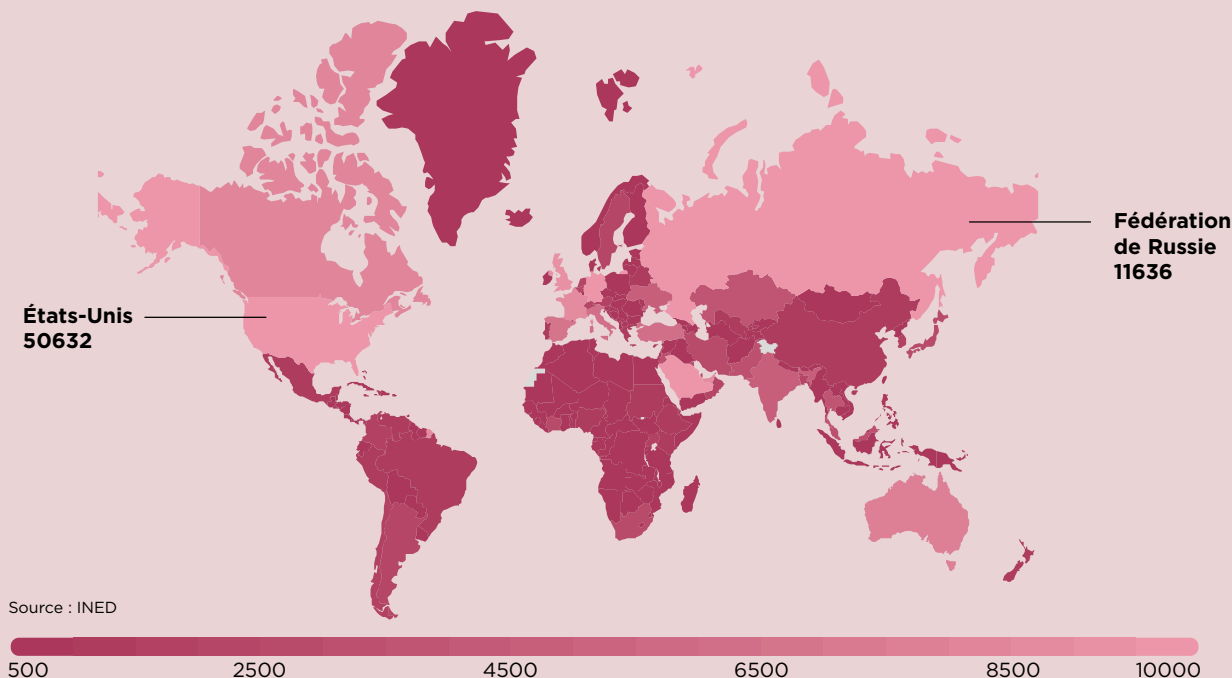 Fédération
de Russie
11636
États-Unis
50632
Source : INED
500 2500 4500 6500 8500 10000